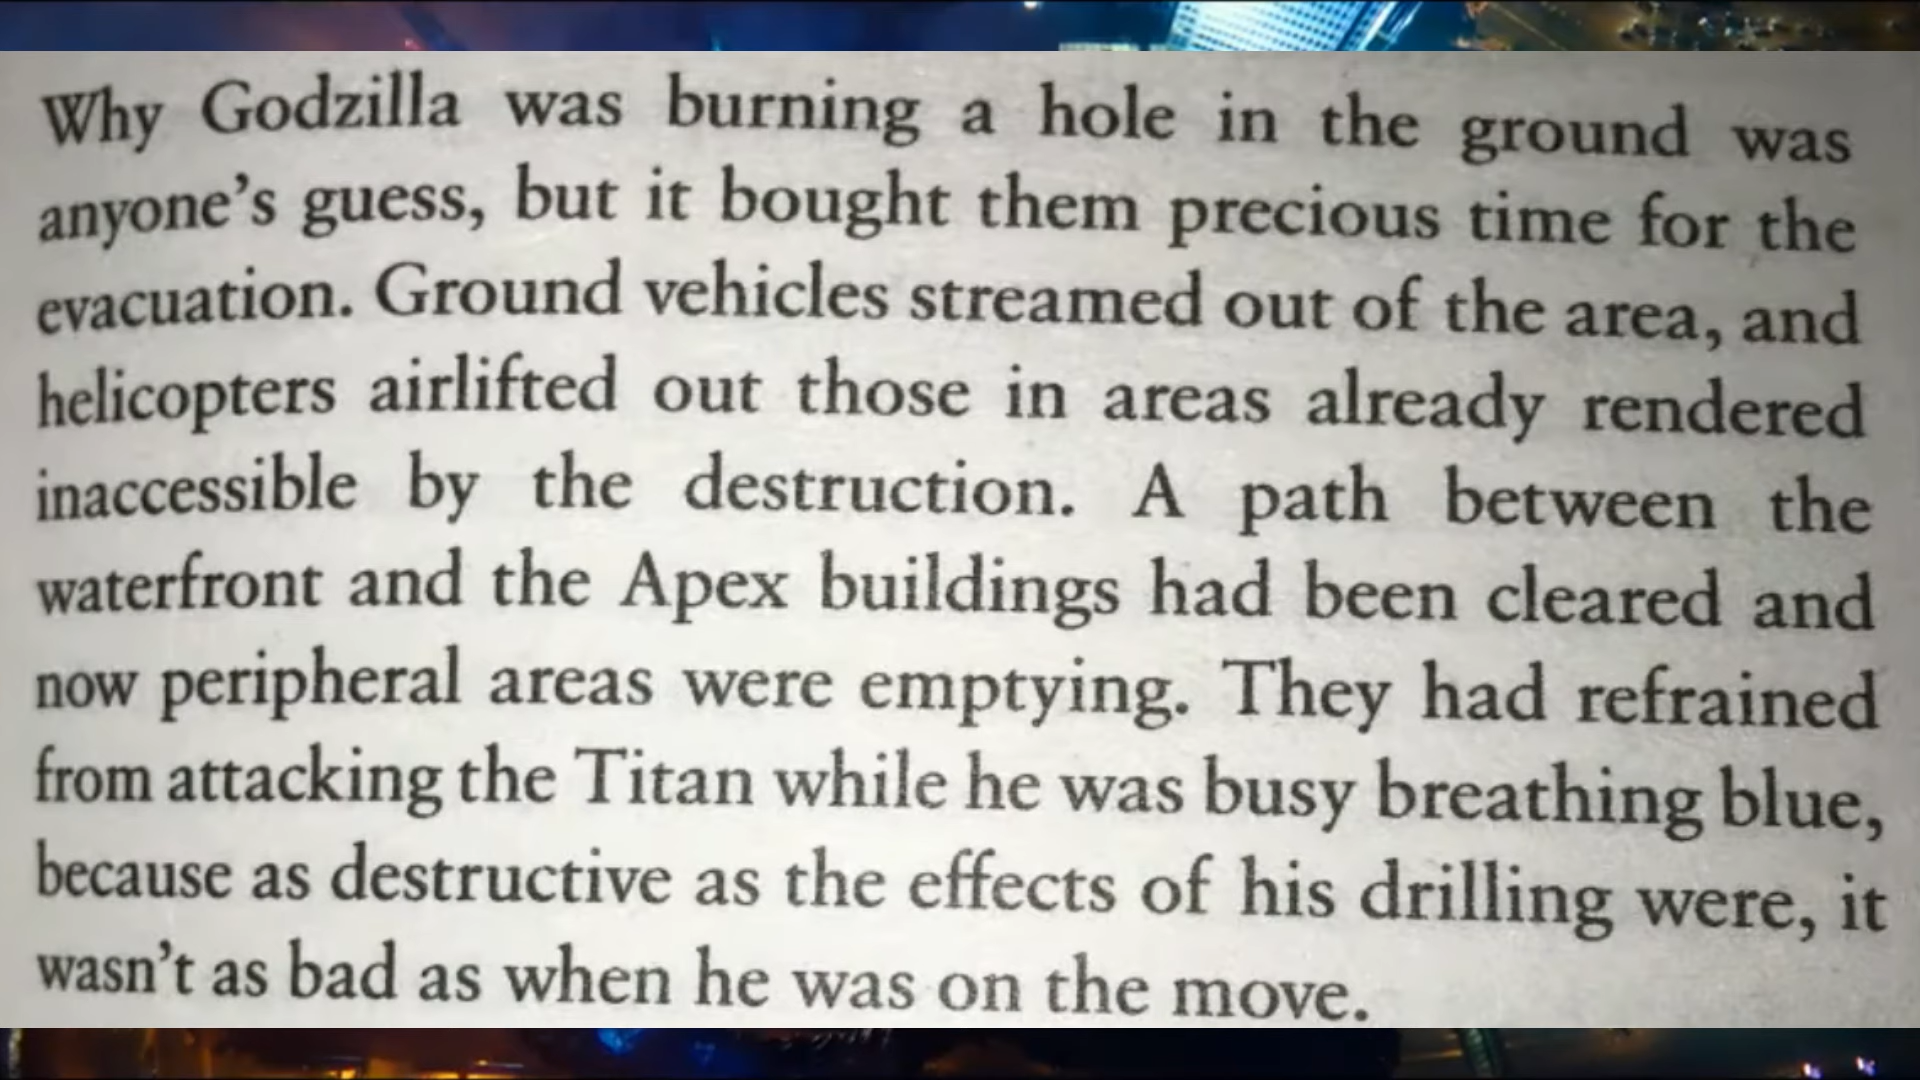 Why Godzilla was burning a hole in the ground was
anyone's guess, but it bought them precious time for the
evacuation. Ground vehicles streamed out of the area, and
helicopters airlifted out those in areas already rendered
inaccessible by the destruction. A path between the
waterfront and the Apex buildings had been cleared and
now peripheral areas were emptying. They had refrained
from attacking the Titan while he was busy breathing blue,
because as destructive as the effects of his drilling were, it
wasn't as bad as when he was on the move.